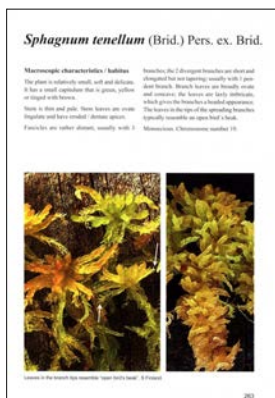 Sphagnum tenellum (Brid.) Pers. ex. Brid.
Macroscopic characteristics / habitus
The plant is relatively small, soft and delicate.
It has a small capitulum that is green, yellow
or tinged with brown.
Stem is thin and pale. Stem leaves are ovate
lingulate and have eroded / dentate apices.
Fascicles are rather distant, usually with 3
branches; the 2 divergent branches are short and
elongated but not tapering; usually with 1 pen-
dent branch. Branch leaves are broadly ovate
and concave; the leaves are laxly imbricate,
which gives the branches a beaded appearance.
The leaves in the tips of the spreading branches
typically resemble an open bird's beak.
Monoecious. Chromosome number 19.
Leaves in the branch tips resemble 'open bird's beak'. S Finland.
263